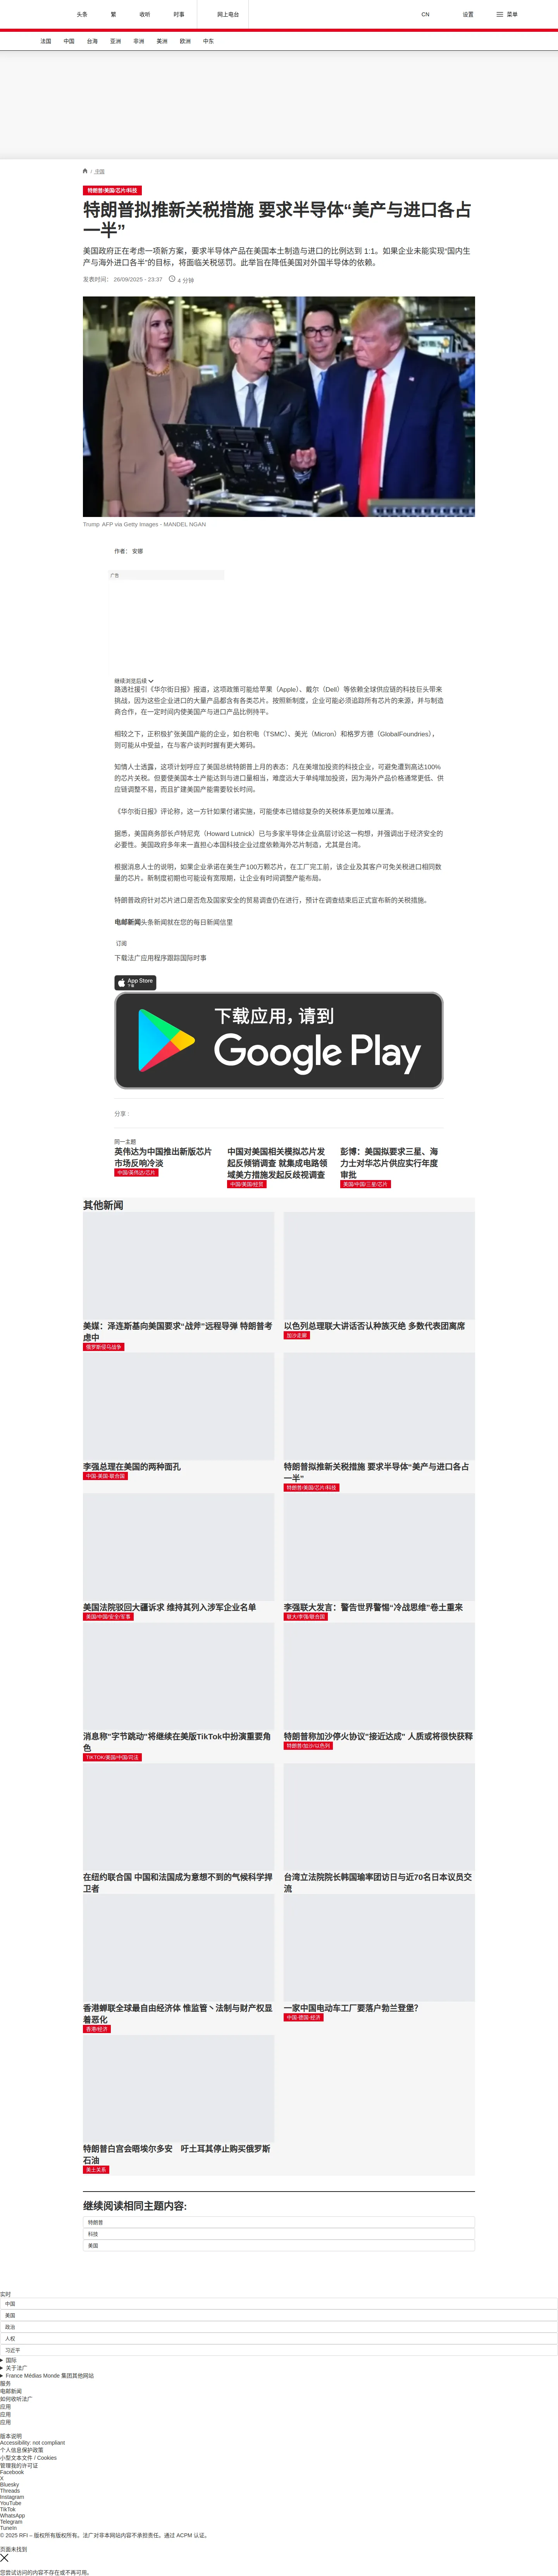 头条
繁
收听
时事
网上电台
CN
设置
菜单
法国
中国
台海
亚洲
非洲
美洲
欧洲
中东
/ 法国
特朗普/美国/芯片/科技
特朗普拟推新关税措施 要求半导体“美产与进口各占
一半”
美国政府正在考虑一项新方案，要求半导体产品在美国本土制造与进口的比例达到 1:1。如果企业未能实现“国内生
产与海外进口各半”的目标，将面临关税惩罚。此举旨在降低美国对外国半导体的依赖。
发表时间： 26/09/2025 - 23:37 4 分钟
Trump: AFP via Getty Images - MANDEL NGAN
作者： 安娜
广告
继续浏览后续
路透社援引《华尔街日报》报道，这项政策可能给苹果（Apple）、戴尔（Dell）等依赖全球供应链的科技巨头带来
挑战，因为这些企业进口的大量产品都含有各类芯片。按照新制度，企业可能必须追踪所有芯片的来源，并与制造
商合作，在一定时间内使美国产与进口产品比例持平。
相较之下，正积极扩张美国产能的企业，如台积电（TSMC）、美光（Micron）和格罗方德（GlobalFoundries），
则可能从中受益，在与客户谈判时握有更大筹码。
知情人士透露，这项计划呼应了美国总统特朗普上月的表态：凡在美增加投资的科技企业，可避免遭到高达100%
的芯片关税。但要使美国本土产能达到与进口量相当，难度远大于单纯增加投资，因为海外产品价格通常更低、供
应链调整不易，而且扩建美国产能需要较长时间。
《华尔街日报》评论称，这一方针如果付诸实施，可能使本已错综复杂的关税体系更加难以厘清。
据悉，美国商务部长卢特尼克（Howard Lutnick）已与多家半导体企业高层讨论这一构想，并强调出于经济安全的
必要性。美国政府多年来一直担心本国科技企业过度依赖海外芯片制造，尤其是台湾。
根据消息人士的说明，如果企业承诺在美生产100万颗芯片，在工厂完工前，该企业及其客户可免关税进口相同数
量的芯片。新制度初期也可能设有宽限期，让企业有时间调整产能布局。
特朗普政府针对芯片进口是否危及国家安全的贸易调查仍在进行，预计在调查结束后正式宣布新的关税措施。
电邮新闻头条新闻就在您的每日新闻信里
订阅
下载法广应用程序跟踪国际时事
App Store
下载
下载应用，请到
Google Play
分享 :
同一主题
英伟达为中国推出新版芯片
市场反响冷淡
中国/英伟达/芯片
中国对美国相关模拟芯片发
起反倾销调查 就集成电路领
域美方措施发起反歧视调查
中国/美国/经贸
彭博：美国拟要求三星、海
力士对华芯片供应实行年度
审批
美国/中国/三星/芯片
其他新闻
美媒：泽连斯基向美国要求“战斧”远程导弹 特朗普考
虑中
俄罗斯侵乌战争
以色列总理联大讲话否认种族灭绝 多数代表团离席
加沙走廊
李强总理在美国的两种面孔
中国-美国-联合国
特朗普拟推新关税措施 要求半导体“美产与进口各占
一半”
特朗普/美国/芯片/科技
美国法院驳回大疆诉求 维持其列入涉军企业名单
美国/中国/安全/军事
李强联大发言：警告世界警惕“冷战思维”卷土重来
联大/李强/联合国
消息称"字节跳动"将继续在美版TikTok中扮演重要角
色
TIKTOK/美国/中国/司法
特朗普称加沙停火协议"接近达成" 人质或将很快获释
特朗普/加沙/以色列
在纽约联合国 中国和法国成为意想不到的气候科学捍
卫者
台湾立法院院长韩国瑜率团访日与近70名日本议员交
流
香港蝉联全球最自由经济体 惟监管丶法制与财产权显
着恶化
香港/经济
一家中国电动车工厂要落户勃兰登堡？
中国-德国-经济
特朗普白宫会晤埃尔多安 吁土耳其停止购买俄罗斯
石油
美土关系
继续阅读相同主题内容:
特朗普
科技
美国
实时
中国
美国
政治
人权
习近平
国际
关于法广
France Médias Monde 集团其他网站
服务
电邮新闻
如何收听法广
应用
应用
应用
版本说明
Accessibility: not compliant
个人信息保护政策
小型文本文件 / Cookies
管理我的许可证
Facebook
X
Bluesky
Threads
Instagram
YouTube
TikTok
WhatsApp
Telegram
TuneIn
© 2025 RFI – 版权所有版权所有。法广对非本网站内容不承担责任。通过 ACPM 认证。
页面未找到
您尝试访问的内容不存在或不再可用。